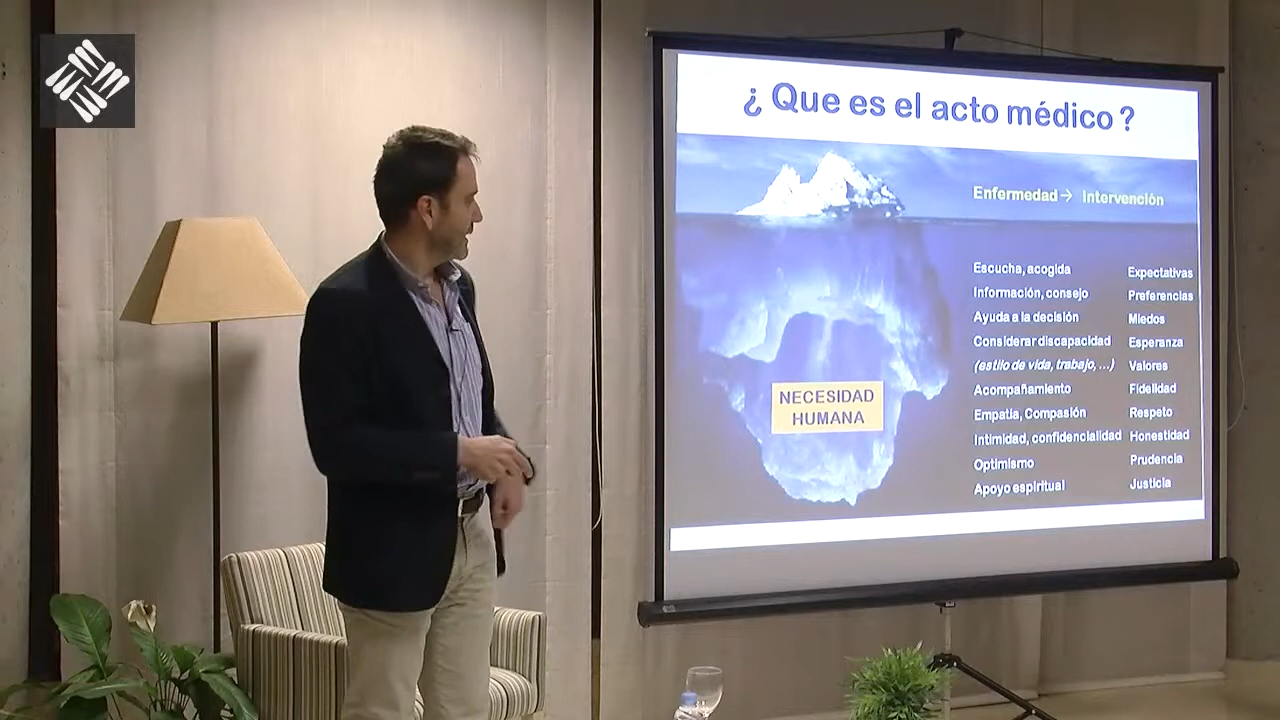 ¿ Que es el acto médico ?
Enfermedad → Intervención
Escucha, acogida
Información, consejo
Ayuda a la decisión
Considerar discapacidad
(estilo de vida, trabajo, ...)
Acompañamiento
Empatia, Compasión
Intimidad, confidencialidad
Optimismo
Apoyo espiritual
Expectativas
Preferencias
Miedos
Esperanza
Valores
Fidelidad
Respeto
Honestidad
Prudencia
Justicia
NECESIDAD
HUMANA